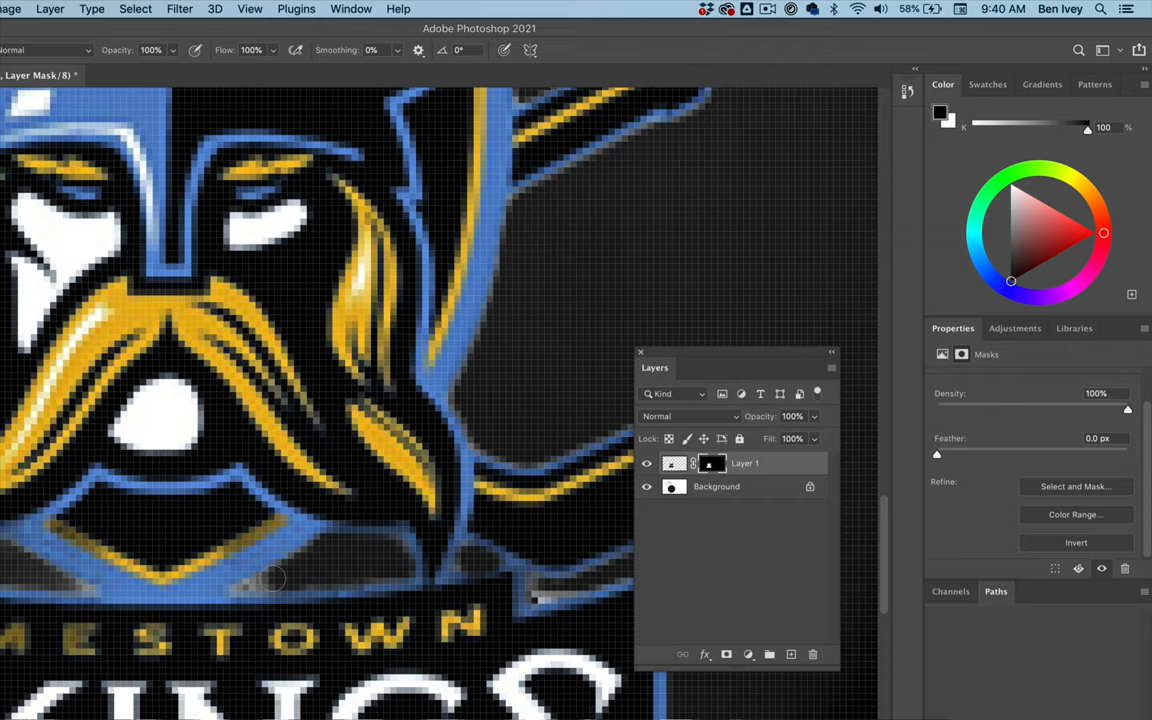 mage Layer Type Select Filter 3D View Plugins Window Help 58% 9:40 AM Ben Ivey
Adobe Photoshop 2021
Normal Opacity: 100% Flow: 100% Smoothing: 0% 0°
, Layer Mask/8) *
Color Swatches Gradients Patterns
K 100 %
Properties Adjustments Libraries
Masks
Density: 100%
Feather: 0.0 px
Refine: Select and Mask...
Color Range...
Invert
Channels Paths
Layers
Kind
Normal Opacity: 100%
Lock: Fill: 100%
Layer 1
Background
fx
MESTOWN
KINGS